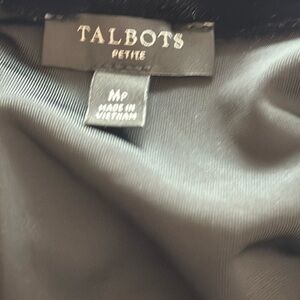 TALBOTS
PETITE
MP
MADE IN
VIETNAM